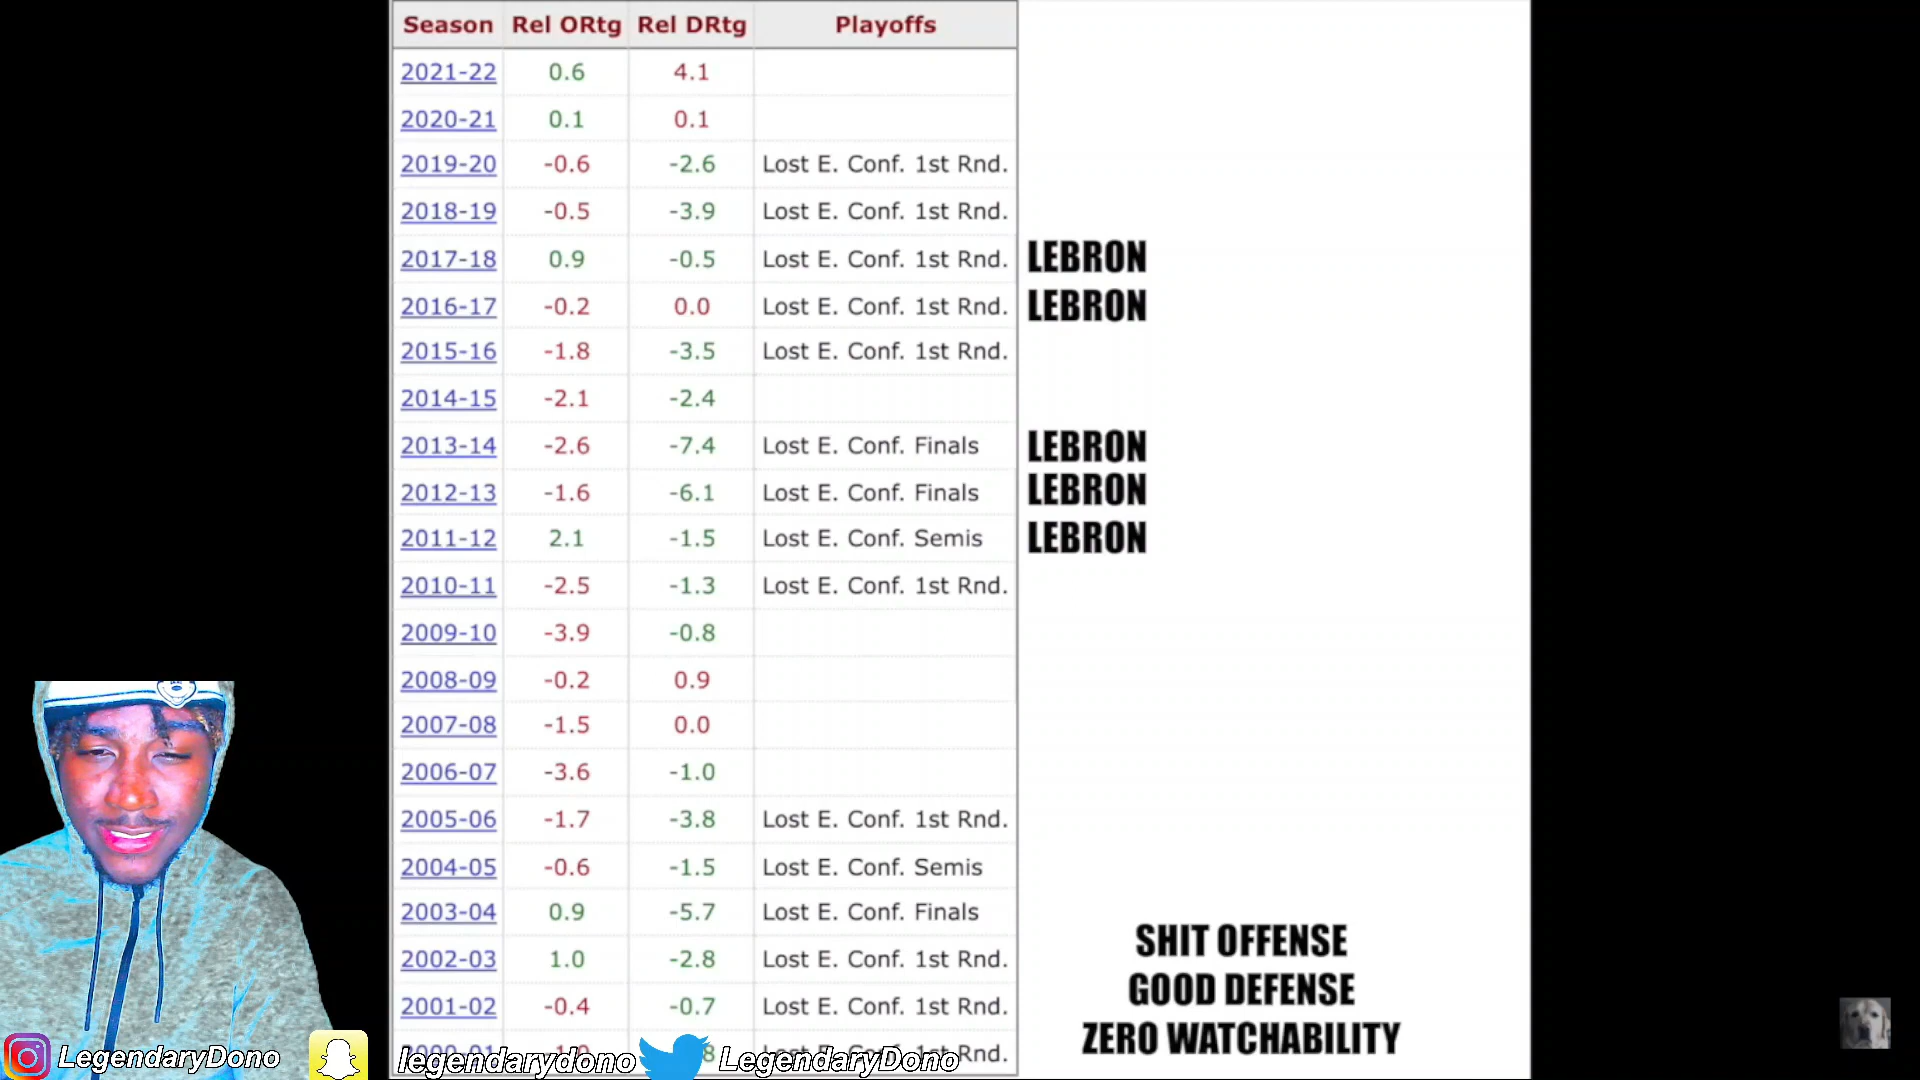 Season Rel ORtg Rel DRtg Playoffs
2021-22 0.6 4.1
2020-21 0.1 0.1
2019-20 -0.6 -2.6 Lost E. Conf. 1st Rnd.
2018-19 -0.5 -3.9 Lost E. Conf. 1st Rnd.
2017-18 0.9 -0.5 Lost E. Conf. 1st Rnd. LEBRON
2016-17 -0.2 0.0 Lost E. Conf. 1st Rnd. LEBRON
2015-16 -1.8 -3.5 Lost E. Conf. 1st Rnd.
2014-15 -2.1 -2.4
2013-14 -2.6 -7.4 Lost E. Conf. Finals LEBRON
2012-13 -1.6 -6.1 Lost E. Conf. Finals LEBRON
2011-12 2.1 -1.5 Lost E. Conf. Semis LEBRON
2010-11 -2.5 -1.3 Lost E. Conf. 1st Rnd.
2009-10 -3.9 -0.8
2008-09 -0.2 0.9
2007-08 -1.5 0.0
2006-07 -3.6 -1.0
2005-06 -1.7 -3.8 Lost E. Conf. 1st Rnd.
2004-05 -0.6 -1.5 Lost E. Conf. Semis
2003-04 0.9 -5.7 Lost E. Conf. Finals
2002-03 1.0 -2.8 Lost E. Conf. 1st Rnd.
2001-02 -0.4 -0.7 Lost E. Conf. 1st Rnd.
SHIT OFFENSE
GOOD DEFENSE
ZERO WATCHABILITY
LegendaryDono legendarydono LegendaryDono
Rnd.